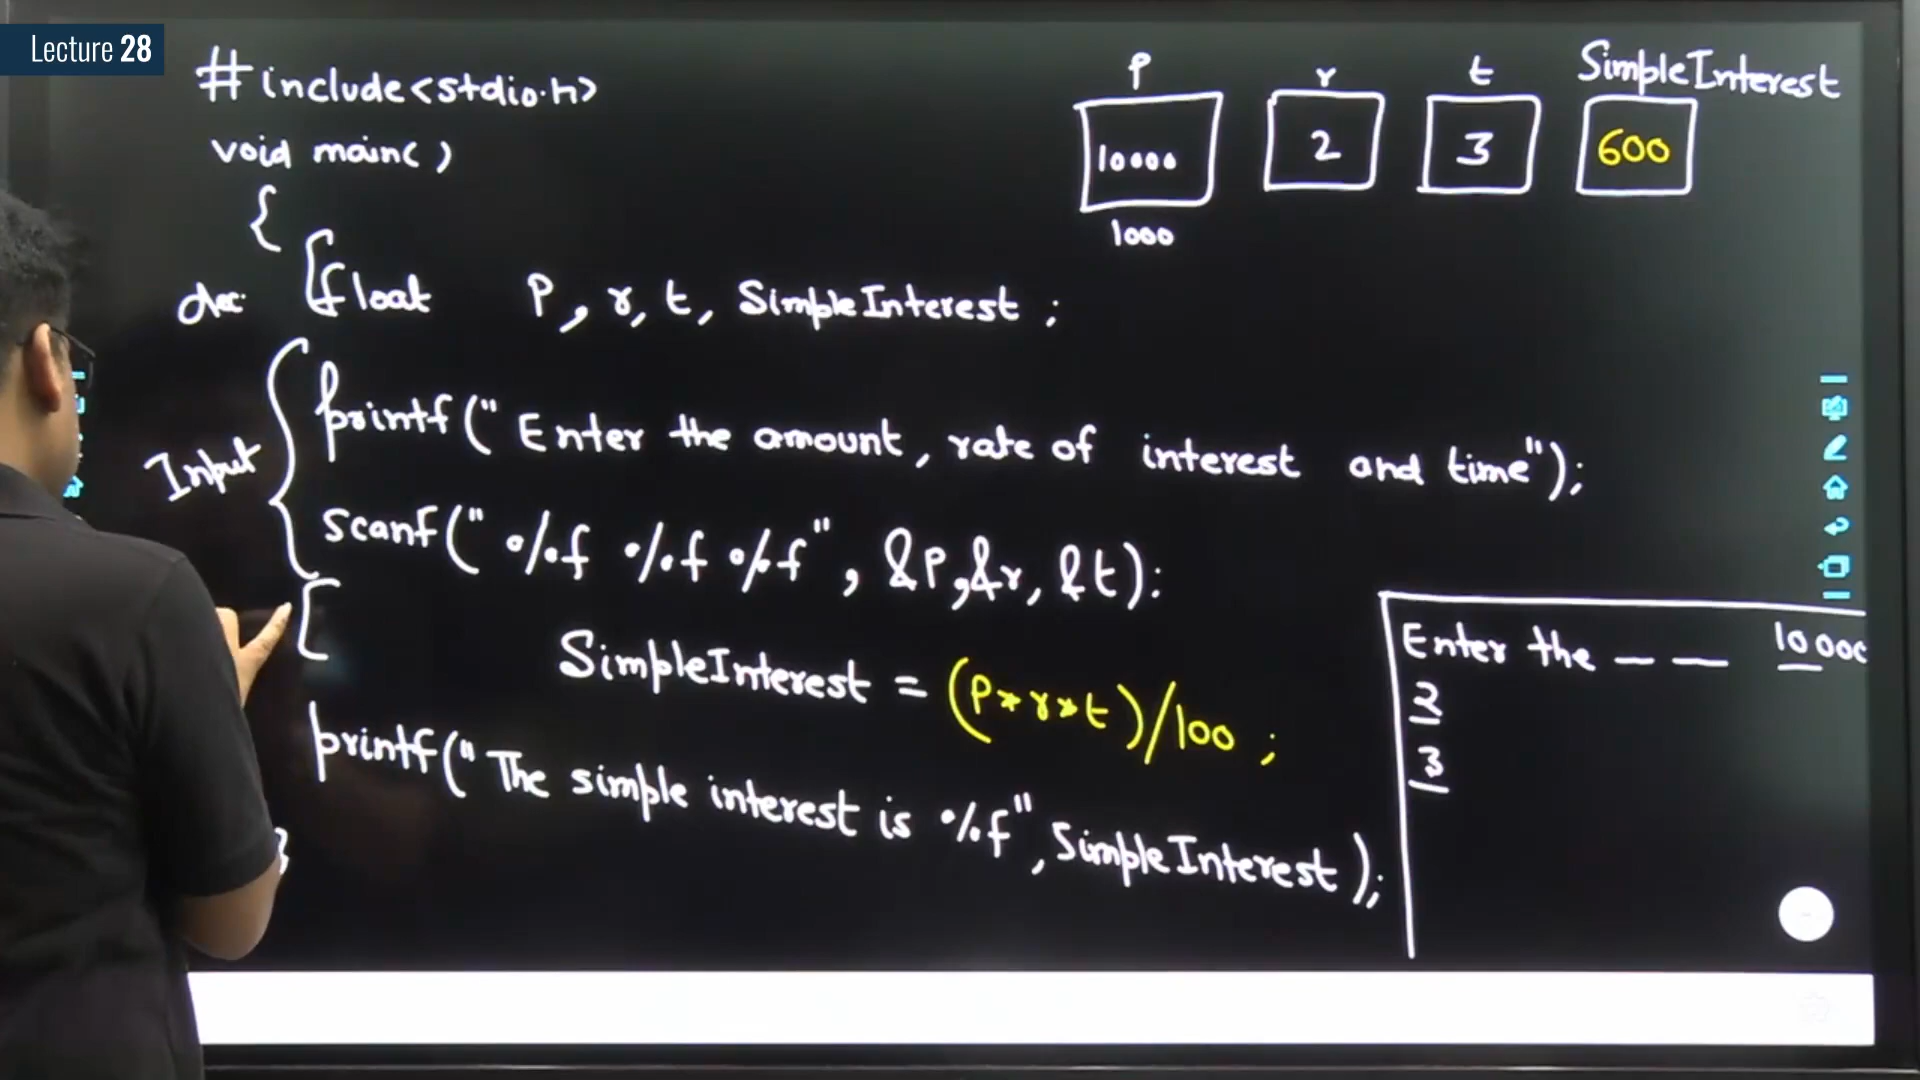 Lecture 28
#include<stdio.h>
void main()
{
dec. float p, r, t, SimpleInterest ;
Input
printf(" Enter the amount, rate of interest and time");
scanf(" %f %f %f", &p,&r, &t);
SimpleInterest = (p*r*t)/100 ;
printf("The simple interest is %f", SimpleInterest);
}
p r t SimpleInterest
10000 2 3 600
1000
Enter the — — 10000
2
3